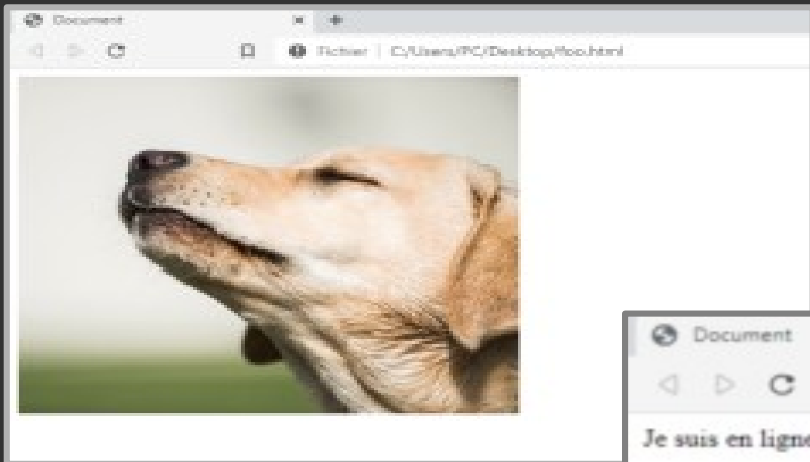 Document
Fichier | C:/Users/PC/Desktop/foo.html
Document
Je suis en ligne